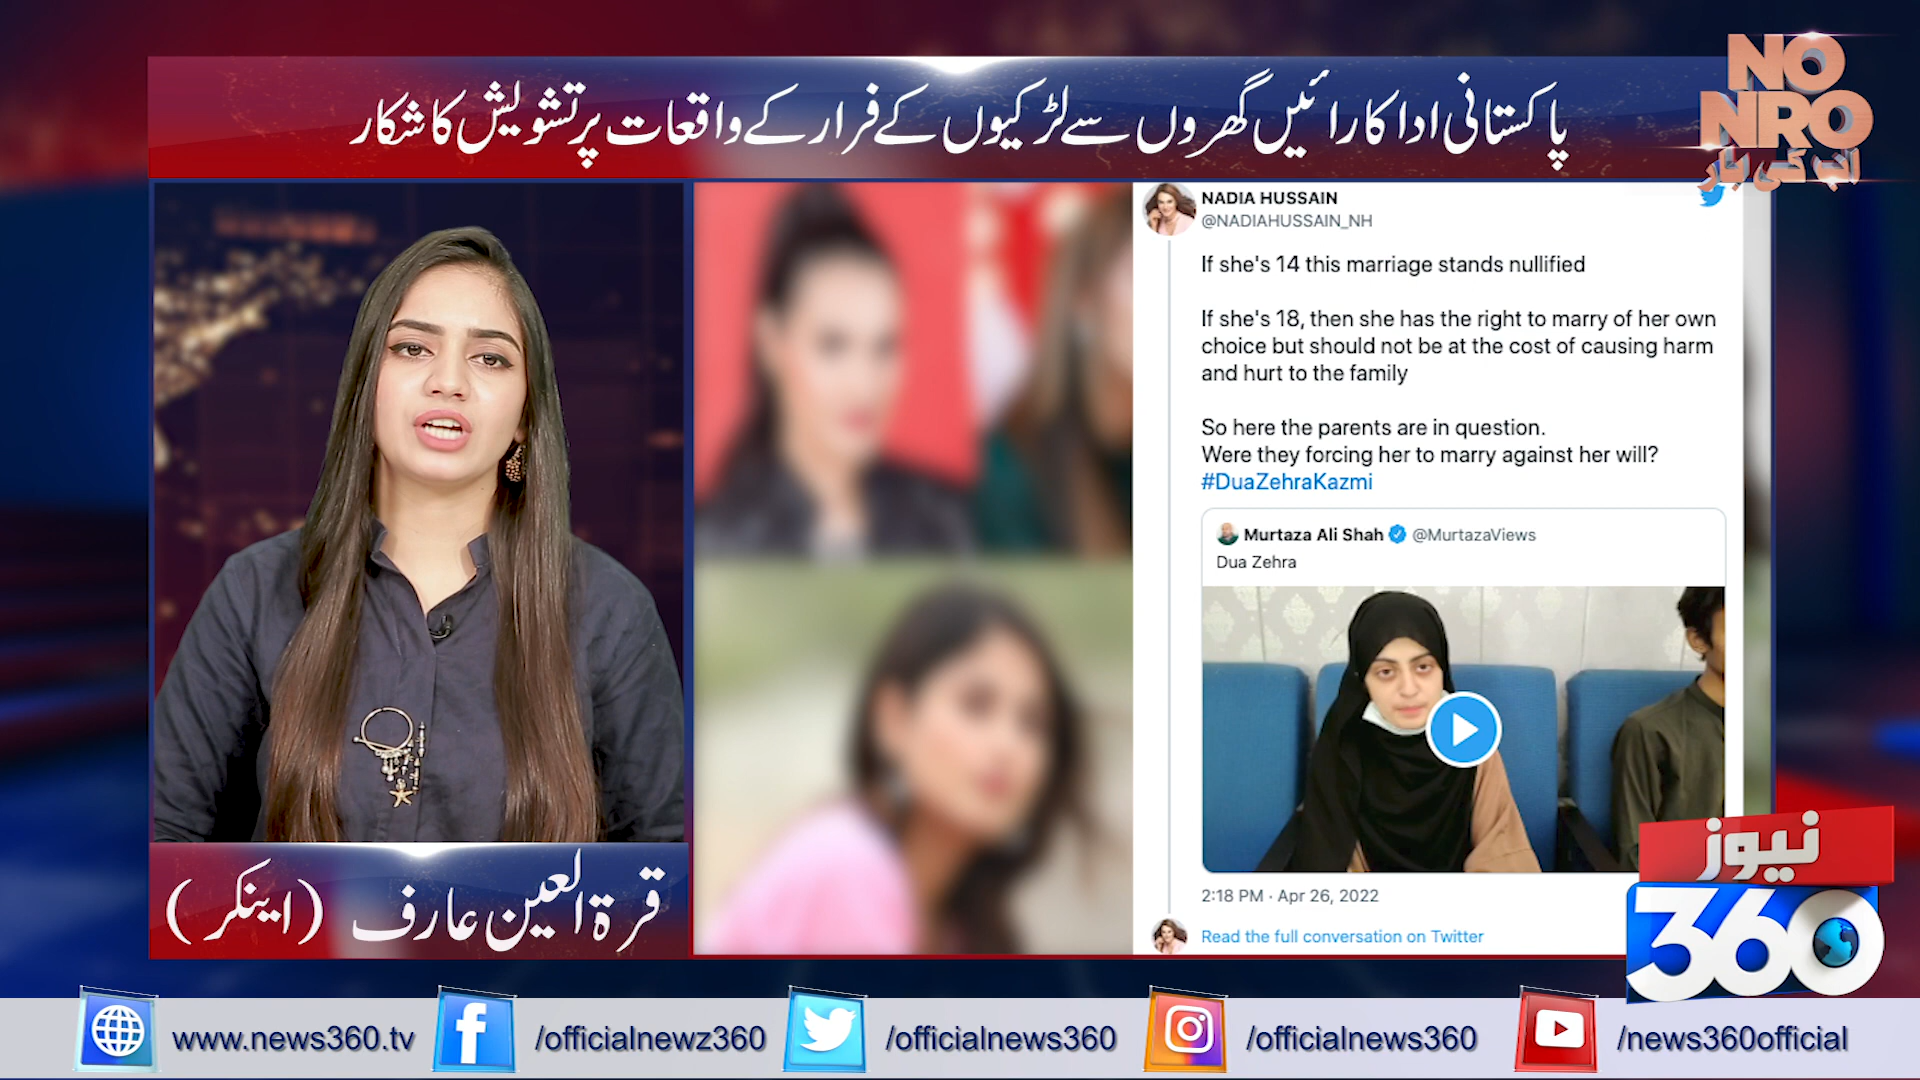 NO
NRO
اب کی بار
پاکستانی اداکارائیں گھروں سے لڑکیوں کے فرار کے واقعات پر تشویش کا شکار
NADIA HUSSAIN
@NADIAHUSSAIN_NH
If she's 14 this marriage stands nullified
If she's 18, then she has the right to marry of her own
choice but should not be at the cost of causing harm
and hurt to the family
So here the parents are in question.
Were they forcing her to marry against her will?
#DuaZehraKazmi
Murtaza Ali Shah @MurtazaViews
Dua Zehra
2:18 PM · Apr 26, 2022
Read the full conversation on Twitter
قرۃ العین عارف (اینکر)
نیوز
360
www.news360.tv
/officialnewz360
/officialnews360
/officialnews360
/news360official